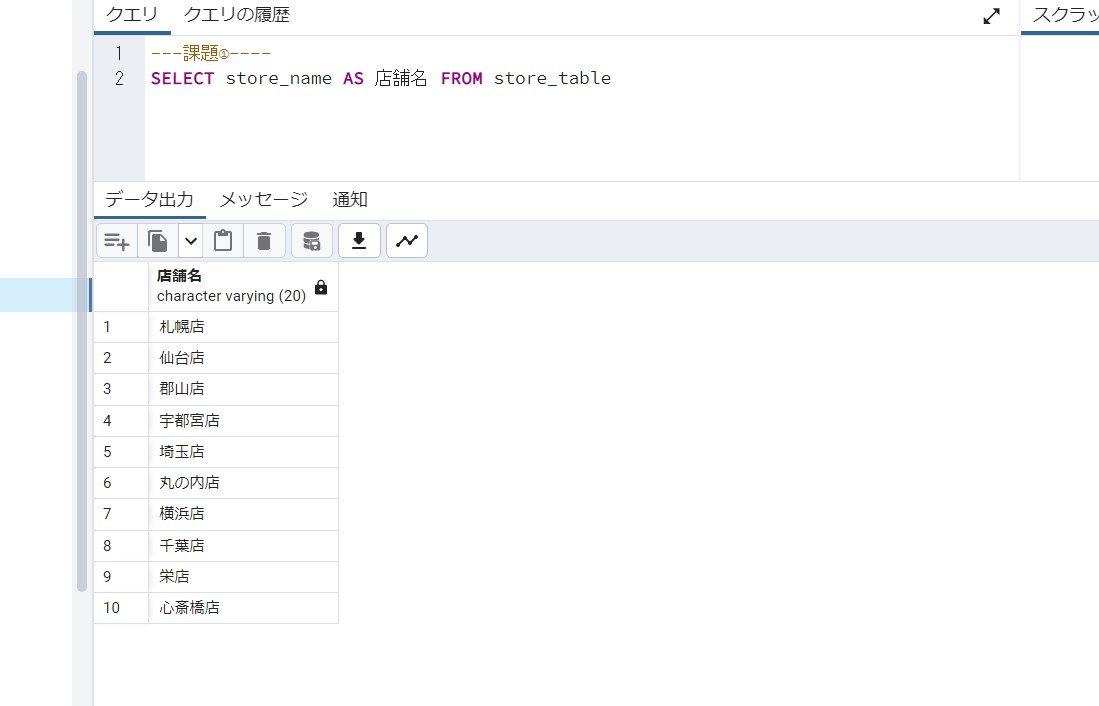 クエリ クエリの履歴 スクラッ
1 ---課題①----
2 SELECT store_name AS 店舗名 FROM store_table
データ出力 メッセージ 通知
店舗名
character varying (20)
1 札幌店
2 仙台店
3 郡山店
4 宇都宮店
5 埼玉店
6 丸の内店
7 横浜店
8 千葉店
9 栄店
10 心斎橋店